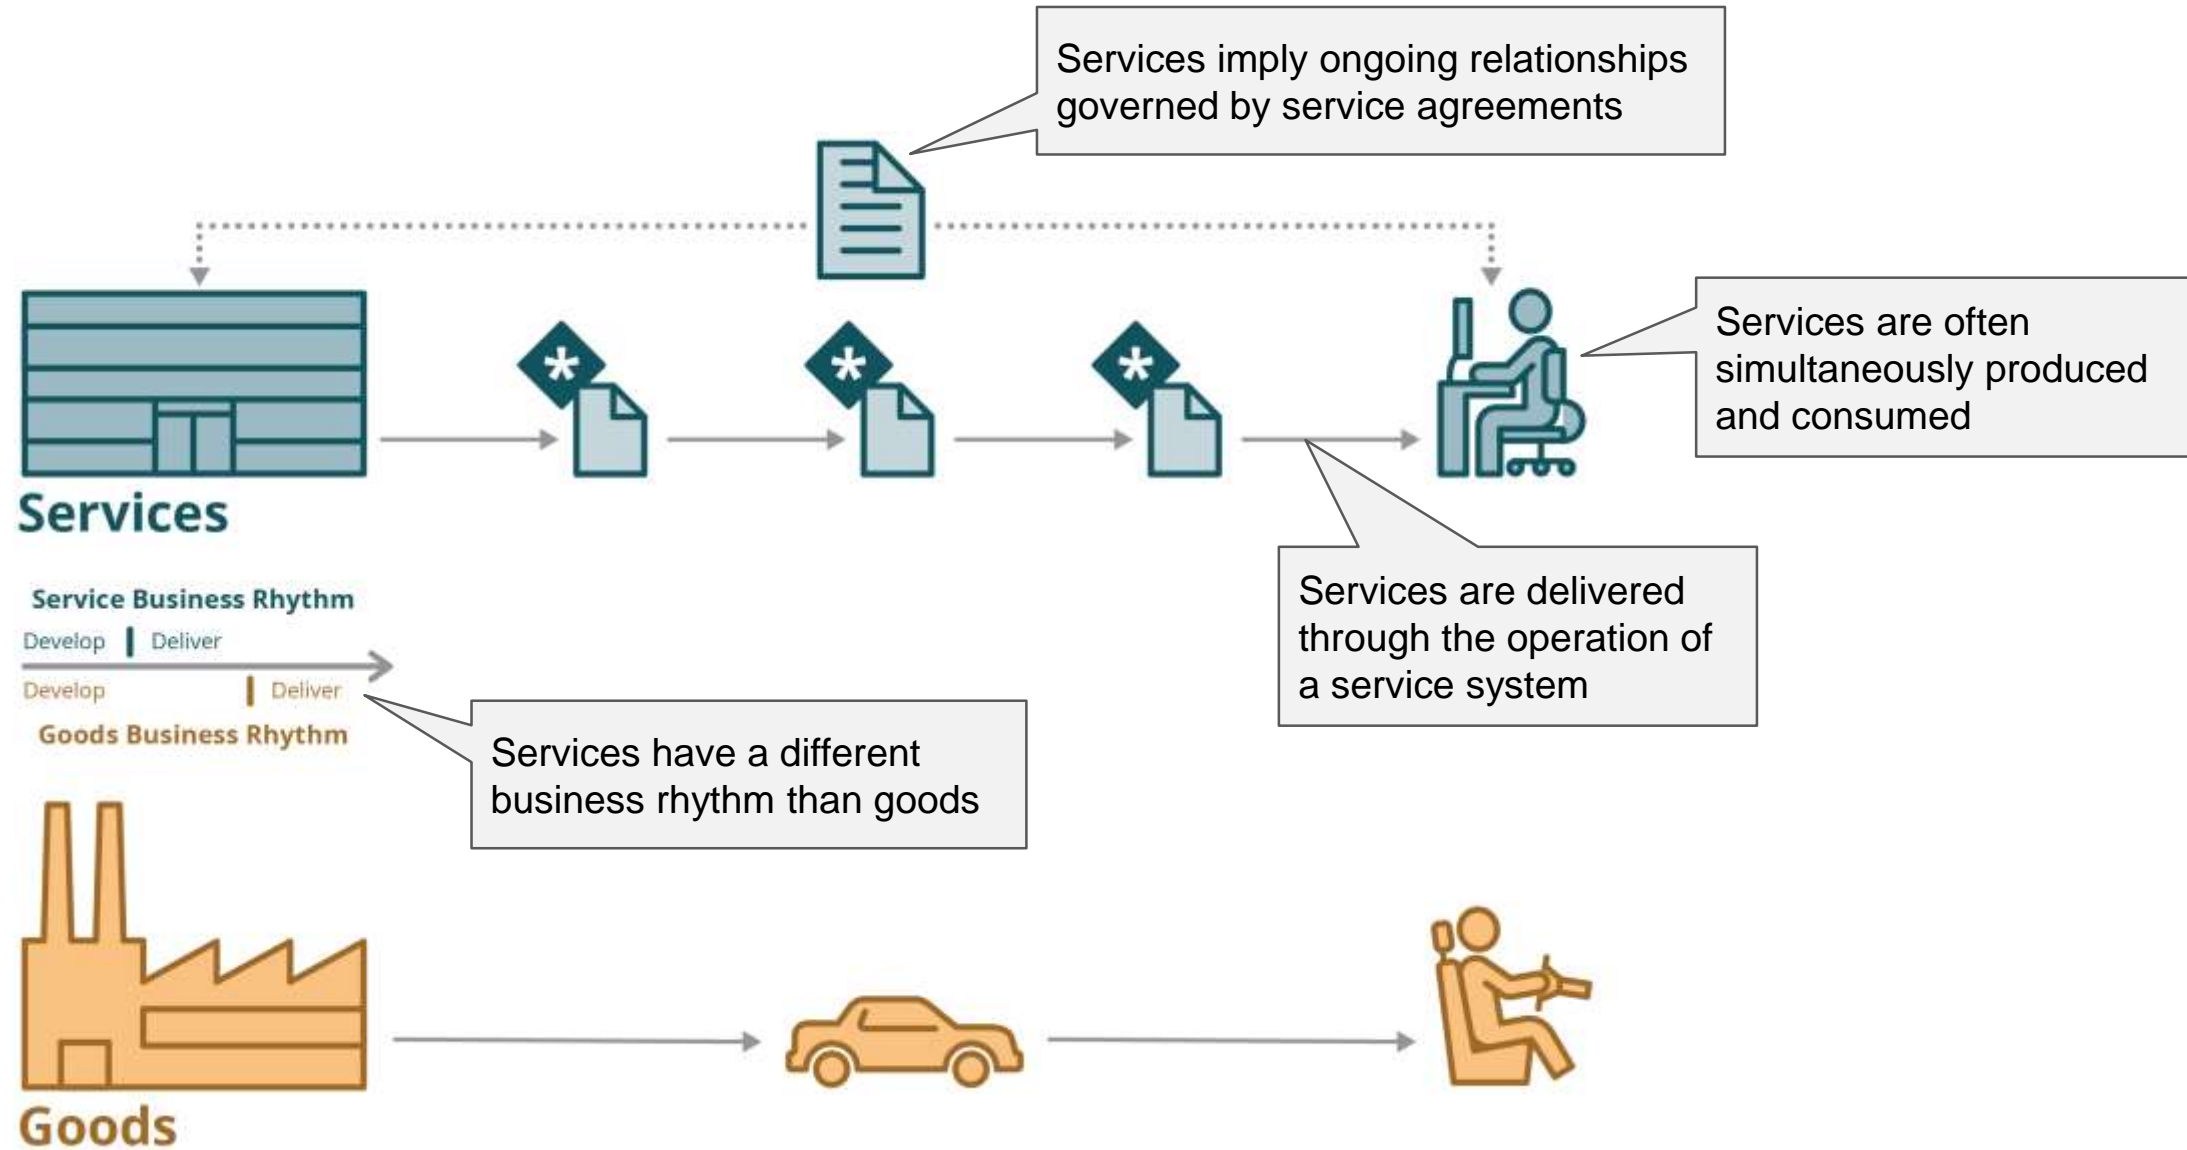 Services imply ongoing relationships
governed by service agreements
*
*
*
Services are often
simultaneously produced
and consumed
Services
Services are delivered
through the operation of
a service system
Service Business Rhythm
Develop
Deliver
Develop
Deliver
Goods Business Rhythm
Services have a different
business rhythm than goods
Goods